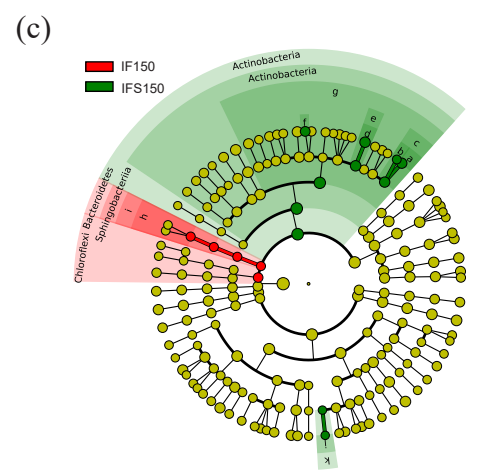 (c)
IF150
IFS150
Actinobacteria
Actinobacteria
g
f
e
d
c
b
a
Chloroflexi
Bacteroidetes
Sphingobacteriia
i
h
j
k